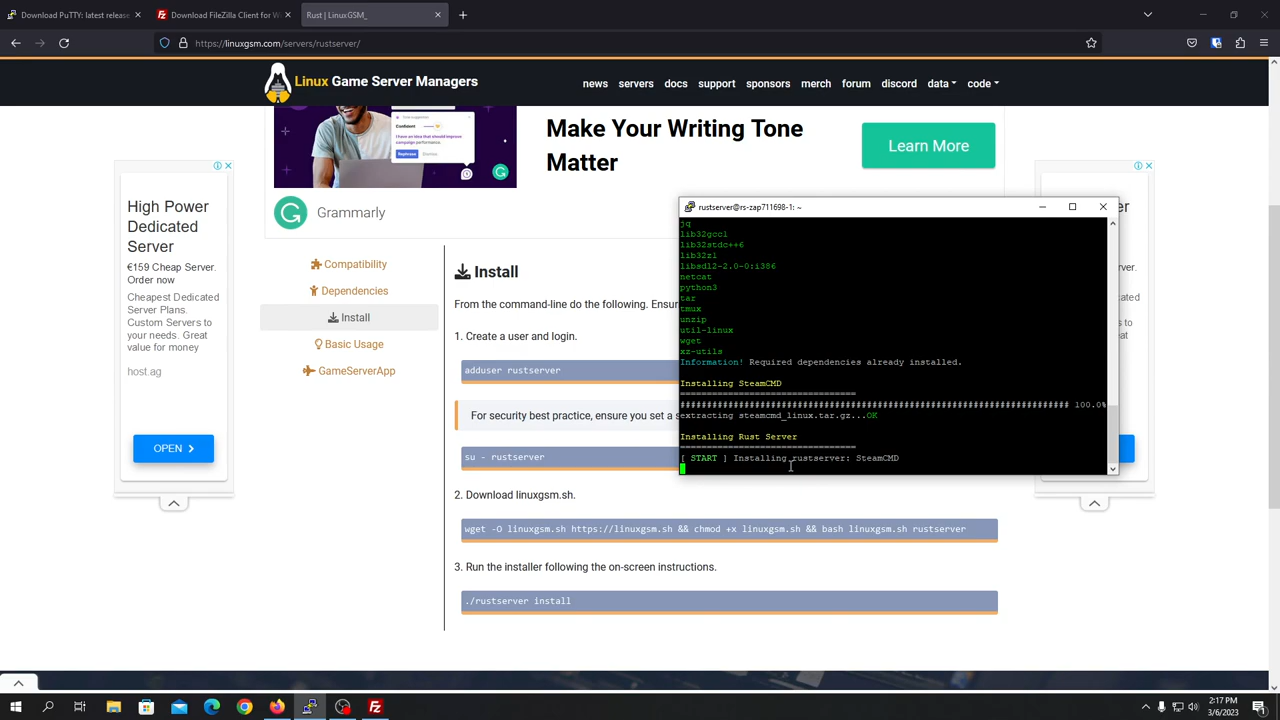 Download PuTTY: latest release
Download FileZilla Client for W
Rust | LinuxGSM_
https://linuxgsm.com/servers/rustserver/
Linux Game Server Managers
news
servers
docs
support
sponsors
merch
forum
discord
data
code
Confident
Rephrase
Dismiss
Make Your Writing Tone
Matter
Learn More
Grammarly
High Power
Dedicated
Server
€159 Cheap Server.
Order now
Cheapest Dedicated
Server Plans.
Custom Servers to
your needs. Great
value for money
host.ag
OPEN
Compatibility
Dependencies
Install
Basic Usage
GameServerApp
Install
From the command-line do the following. Ensur
1. Create a user and login.
adduser rustserver
For security best practice, ensure you set a s
su - rustserver
2. Download linuxgsm.sh.
wget -O linuxgsm.sh https://linuxgsm.sh && chmod +x linuxgsm.sh && bash linuxgsm.sh rustserver
3. Run the installer following the on-screen instructions.
./rustserver install
rustserver@rs-zap711698-1: ~
jq
lib32gcc1
lib32stdc++6
lib32z1
libsdl2-2.0-0:i386
netcat
python3
tar
tmux
unzip
util-linux
wget
xz-utils
Information! Required dependencies already installed.
Installing SteamCMD
=================================
######################################################################## 100.0%
extracting steamcmd_linux.tar.gz...OK
Installing Rust Server
=================================
[ START ] Installing rustserver: SteamCMD
er
erver.
ated
s to
t
2:17 PM
3/6/2023
1